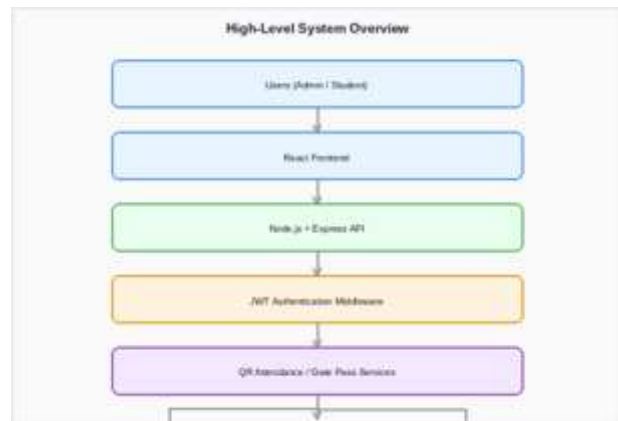 High-Level System Overview
Users (Admin / Student)
React Frontend
Node.js + Express API
JWT Authentication Middleware
QR Attendance / Gate Pass Services